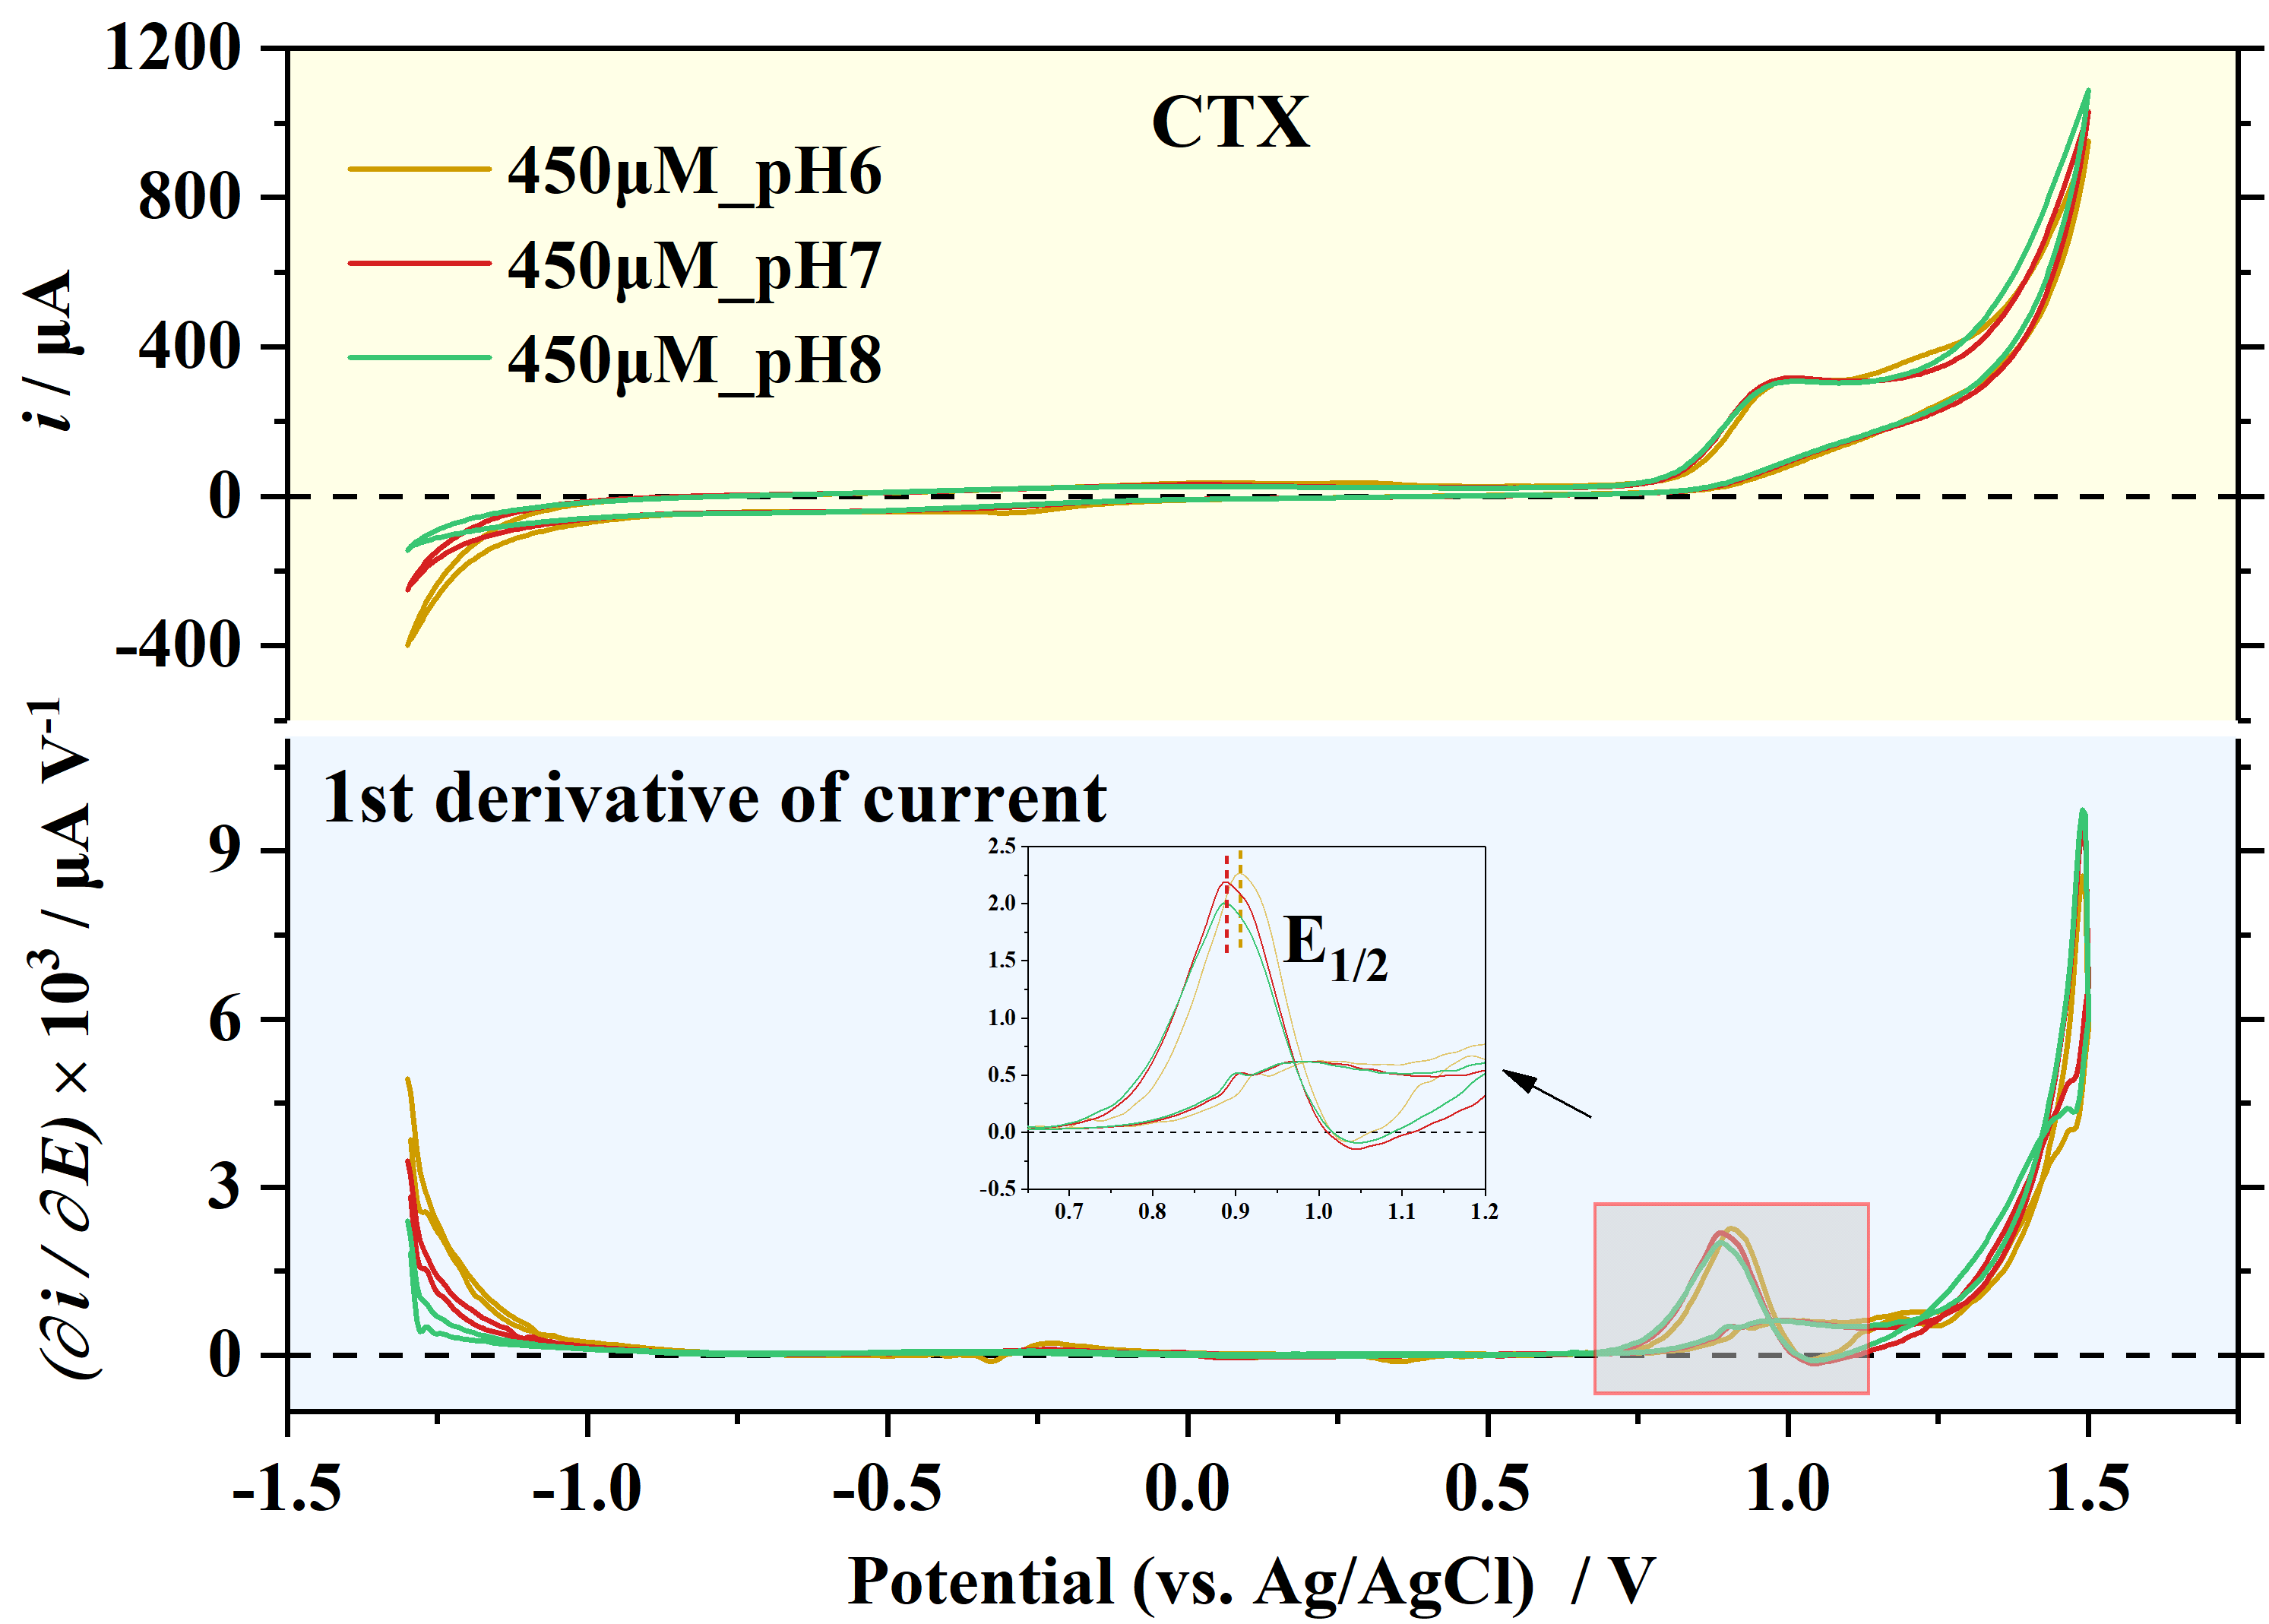 1200
800
400
0
-400
i / µA
CTX
450µM_pH6
450µM_pH7
450µM_pH8
9
6
3
0
(∂i / ∂E) × 10³ / µA V⁻¹
1st derivative of current
2.5
2.0
1.5
1.0
0.5
0.0
-0.5
E1/2
0.7 0.8 0.9 1.0 1.1 1.2
-1.5 -1.0 -0.5 0.0 0.5 1.0 1.5
Potential (vs. Ag/AgCl) / V